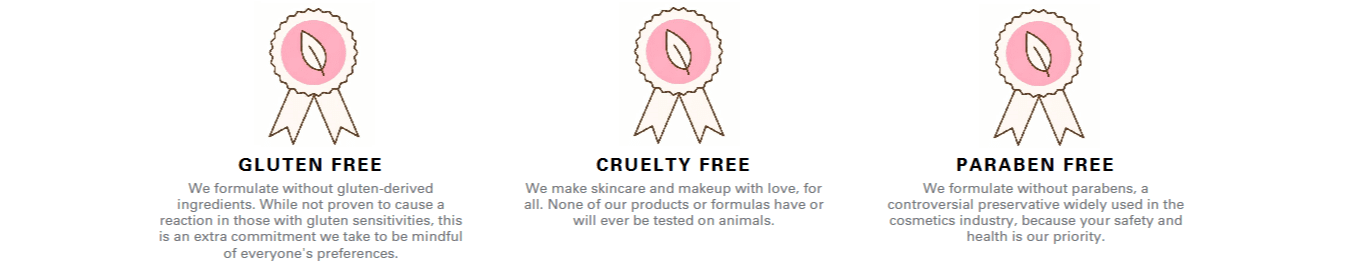 GLUTEN FREE
We formulate without gluten-derived
ingredients. While not proven to cause a
reaction in those with gluten sensitivities, this
is an extra commitment we take to be mindful
of everyone's preferences.
CRUELTY FREE
We make skincare and makeup with love, for
all. None of our products or formulas have or
will ever be tested on animals.
PARABEN FREE
We formulate without parabens, a
controversial preservative widely used in the
cosmetics industry, because your safety and
health is our priority.